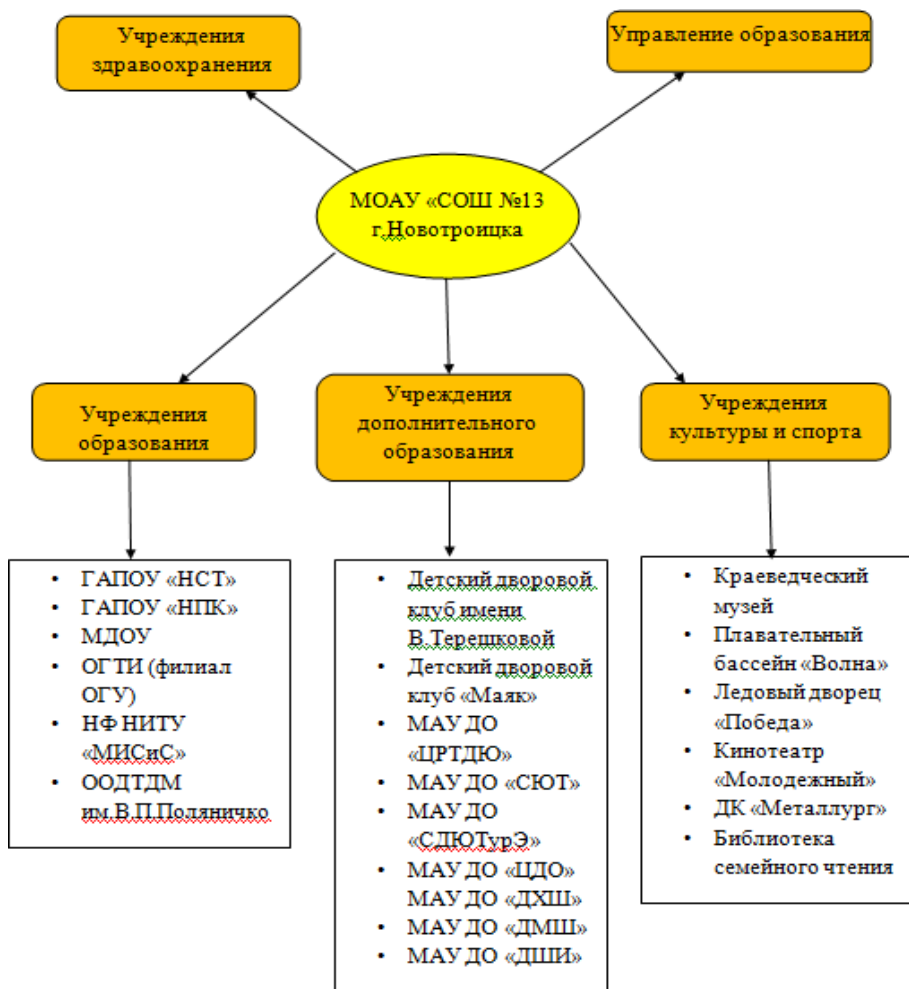 Учреждения
здравоохранения
Управление образования
МОАУ «СОШ №13
г.Новотроицка
Учреждения
образования
Учреждения
дополнительного
образования
Учреждения
культуры и спорта
• ГАПОУ «НСТ»
• ГАПОУ «НПК»
• МДОУ
• ОГТИ (филиал
ОГУ)
• НФ НИТУ
«МИСиС»
• ООДТДМ
им.В.П.Поляничко
• Детский дворовой
клуб имени
В.Терешковой
• Детский дворовой
клуб «Маяк»
• МАУ ДО
«ЦРТДЮ»
• МАУ ДО «СЮТ»
• МАУ ДО
«СДЮТурЭ»
• МАУ ДО «ЦДО»
МАУ ДО «ДХШ»
• МАУ ДО «ДМШ»
• МАУ ДО «ДШИ»
• Краеведческий
музей
• Плавательный
бассейн «Волна»
• Ледовый дворец
«Победа»
• Кинотеатр
«Молодежный»
• ДК «Металлург»
• Библиотека
семейного чтения